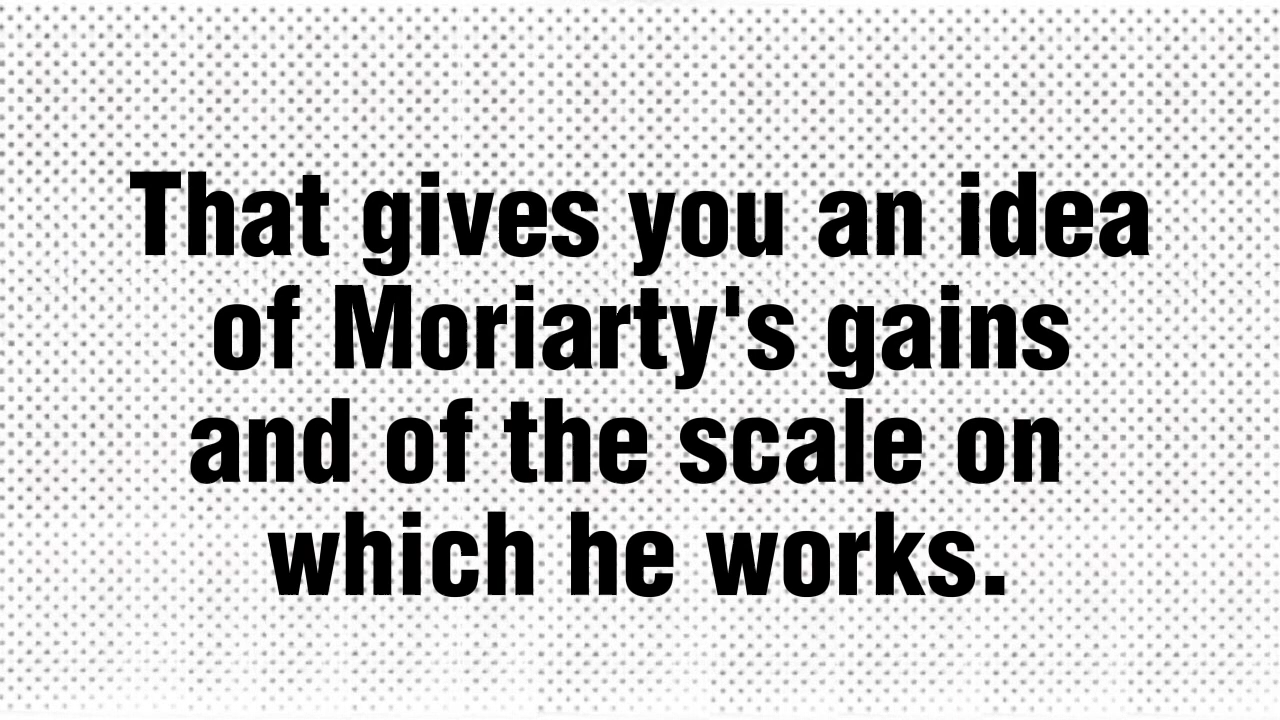 That gives you an idea
of Moriarty's gains
and of the scale on
which he works.